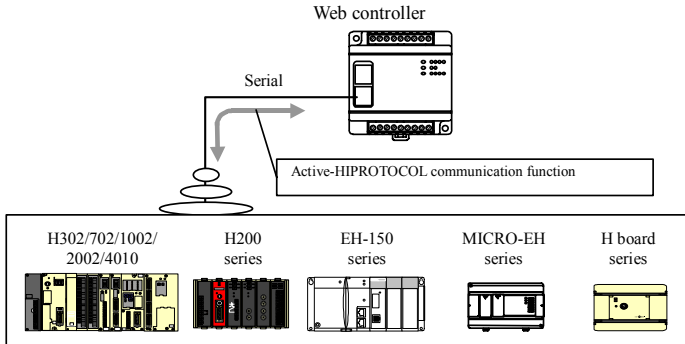 Web controller
Serial
Active-HIPROTOCOL communication function
H302/702/1002/
2002/4010
H200
series
EH-150
series
MICRO-EH
series
H board
series